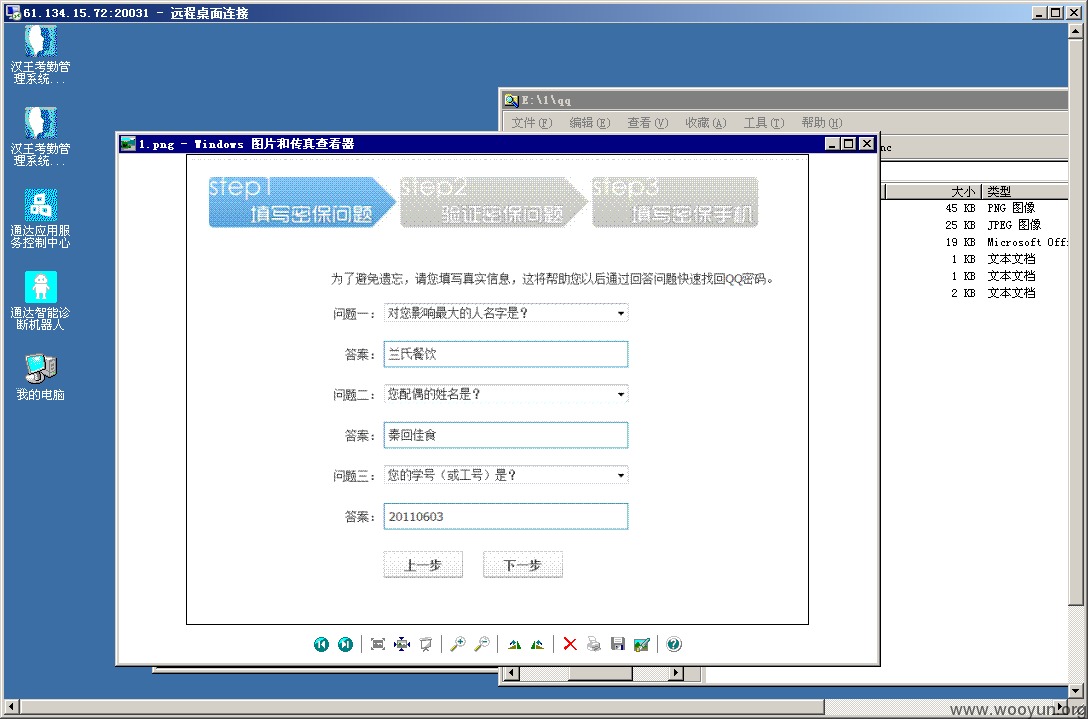 61.134.15.72:20031 - 远程桌面连接
汉王考勤管
理系统...
汉王考勤管
理系统...
通达应用服
务控制中心
通达智能诊
断机器人
我的电脑
E:\1\qq
文件(F) 编辑(E) 查看(V) 收藏(A) 工具(T) 帮助(H)
nc
大小 类型
45 KB PNG 图像
25 KB JPEG 图像
19 KB Microsoft Offi
1 KB 文本文档
1 KB 文本文档
2 KB 文本文档
1.png - Windows 图片和传真查看器
step1
填写密保问题
step2
验证密保问题
step3
填写密保手机
为了避免遗忘，请您填写真实信息，这将帮助您以后通过回答问题快速找回QQ密码。
问题一： 对您影响最大的人名字是？
答案： 兰氏餐饮
问题二： 您配偶的姓名是？
答案： 秦回佳食
问题三： 您的学号（或工号）是？
答案： 20110603
上一步 下一步
www.wooyun.org